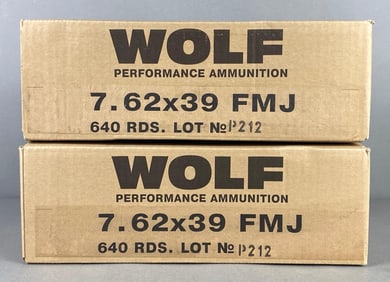 WOLF
PERFORMANCE AMMUNITION
7.62x39 FMJ
640 RDS. LOT № P212
WOLF
PERFORMANCE AMMUNITION
7.62x39 FMJ
640 RDS. LOT № P212